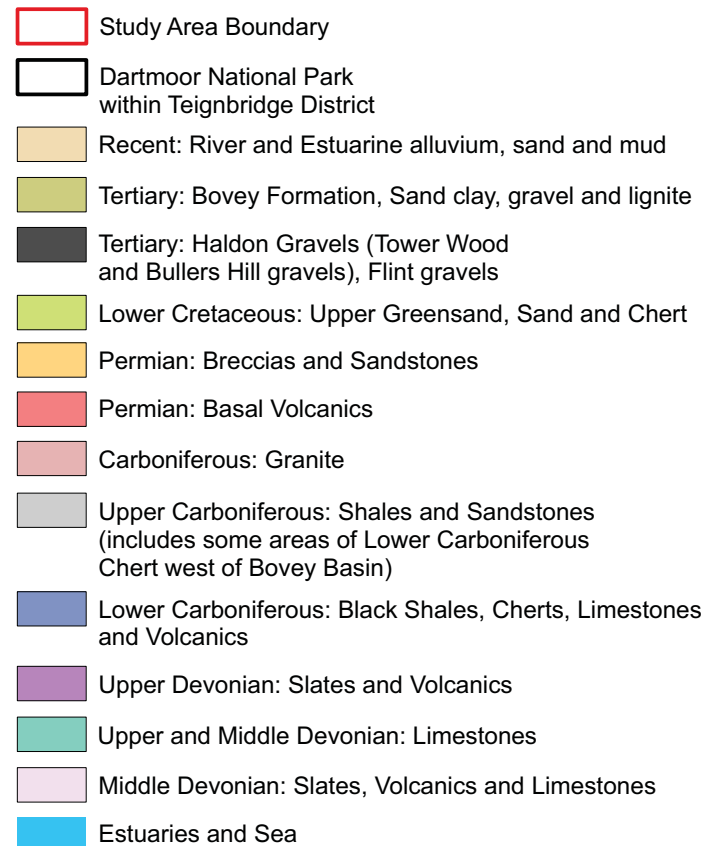 Study Area Boundary
Dartmoor National Park
within Teignbridge District
Recent: River and Estuarine alluvium, sand and mud
Tertiary: Bovey Formation, Sand clay, gravel and lignite
Tertiary: Haldon Gravels (Tower Wood
and Bullers Hill gravels), Flint gravels
Lower Cretaceous: Upper Greensand, Sand and Chert
Permian: Breccias and Sandstones
Permian: Basal Volcanics
Carboniferous: Granite
Upper Carboniferous: Shales and Sandstones
(includes some areas of Lower Carboniferous
Chert west of Bovey Basin)
Lower Carboniferous: Black Shales, Cherts, Limestones
and Volcanics
Upper Devonian: Slates and Volcanics
Upper and Middle Devonian: Limestones
Middle Devonian: Slates, Volcanics and Limestones
Estuaries and Sea